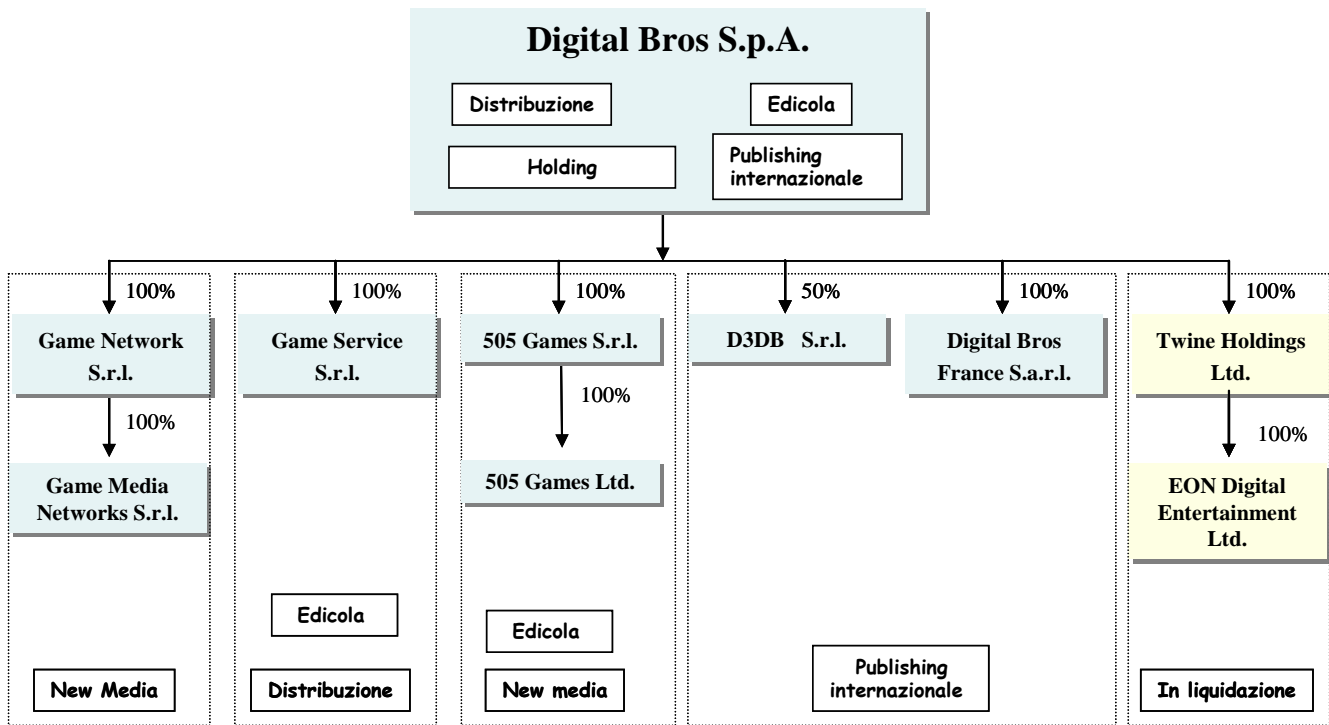 Digital Bros S.p.A.
Distribuzione
Edicola
Holding
Publishing
internazionale
100%
100%
100%
50%
100%
100%
Game Network
S.r.l.
Game Service
S.r.l.
505 Games S.r.l.
D3DB S.r.l.
Digital Bros
France S.a.r.l.
Twine Holdings
Ltd.
100%
100%
100%
Game Media
Networks S.r.l.
505 Games Ltd.
EON Digital
Entertainment
Ltd.
Edicola
Edicola
New Media
Distribuzione
New media
Publishing
internazionale
In liquidazione